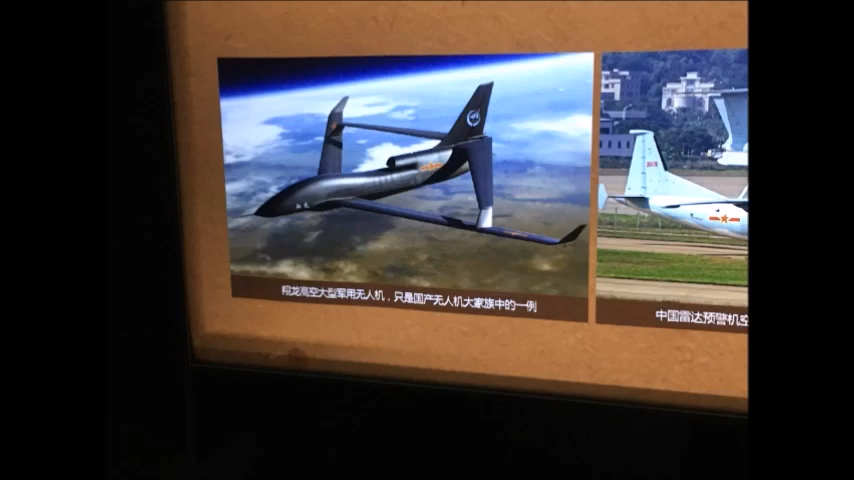 翔龙高空大型军用无人机，只是国产无人机大家族中的一例
中国雷达预警机空